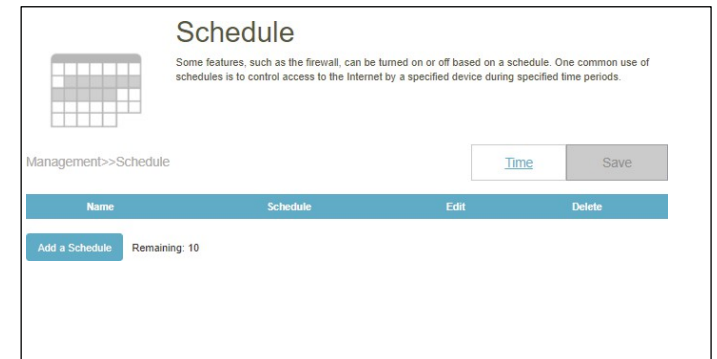 Schedule
Some features, such as the firewall, can be turned on or off based on a schedule. One common use of
schedules is to control access to the Internet by a specified device during specified time periods.
Management>>Schedule
Time
Save
Name Schedule Edit Delete
Add a Schedule Remaining: 10